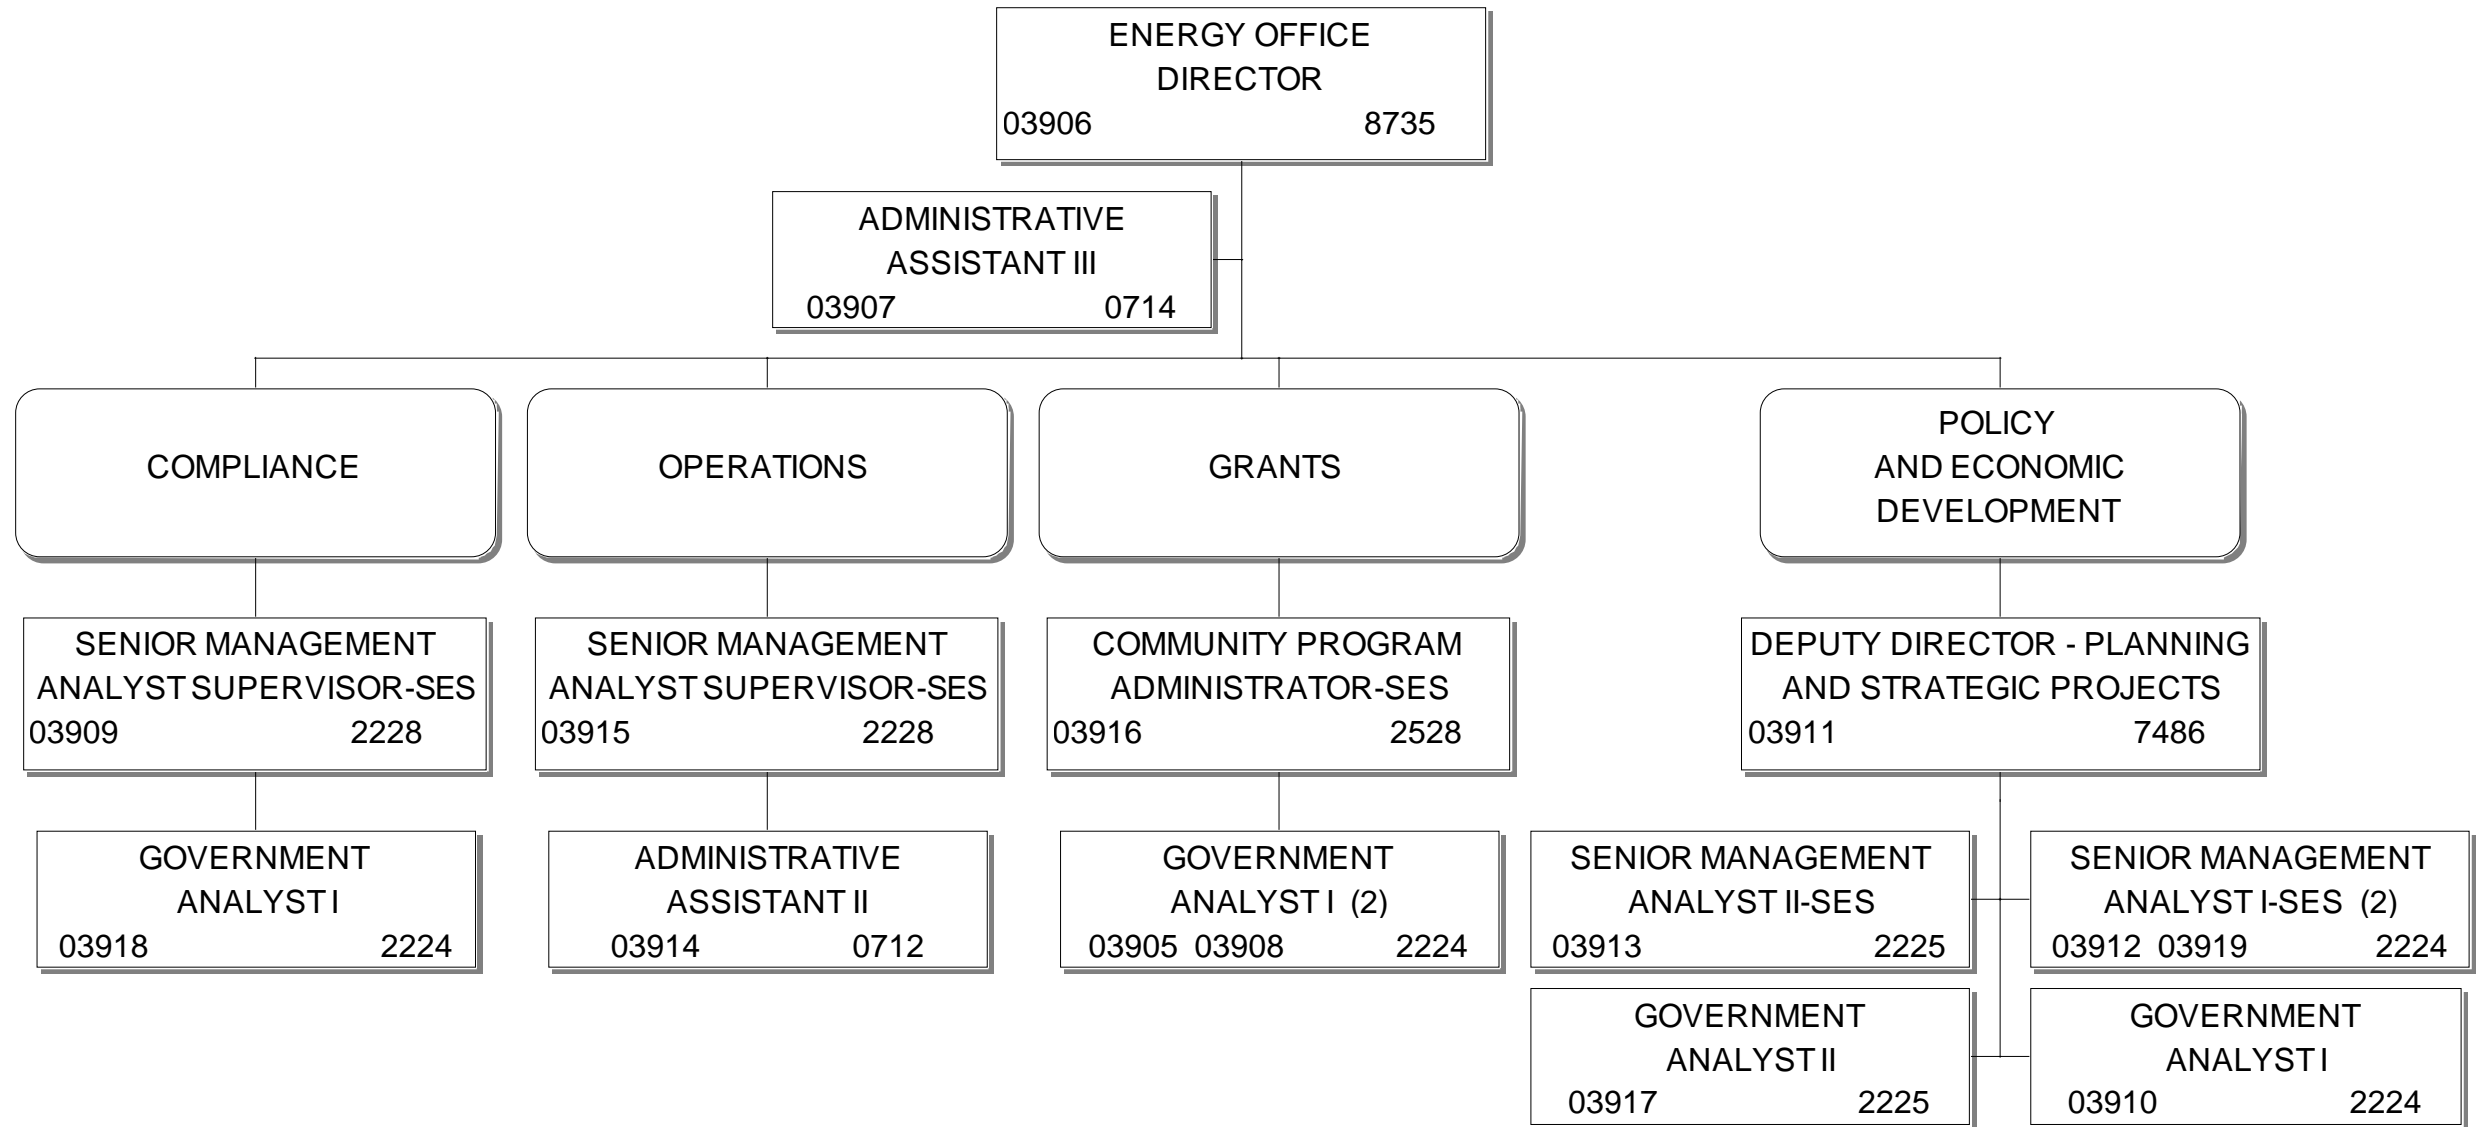 ENERGY OFFICE
DIRECTOR
03906 8735
ADMINISTRATIVE
ASSISTANT III
03907 0714
COMPLIANCE
OPERATIONS
GRANTS
POLICY
AND ECONOMIC
DEVELOPMENT
SENIOR MANAGEMENT
ANALYST SUPERVISOR-SES
03909 2228
SENIOR MANAGEMENT
ANALYST SUPERVISOR-SES
03915 2228
COMMUNITY PROGRAM
ADMINISTRATOR-SES
03916 2528
DEPUTY DIRECTOR - PLANNING
AND STRATEGIC PROJECTS
03911 7486
GOVERNMENT
ANALYST I
03918 2224
ADMINISTRATIVE
ASSISTANT II
03914 0712
GOVERNMENT
ANALYST I (2)
03905 03908 2224
SENIOR MANAGEMENT
ANALYST II-SES
03913 2225
SENIOR MANAGEMENT
ANALYST I-SES (2)
03912 03919 2224
GOVERNMENT
ANALYST II
03917 2225
GOVERNMENT
ANALYST I
03910 2224